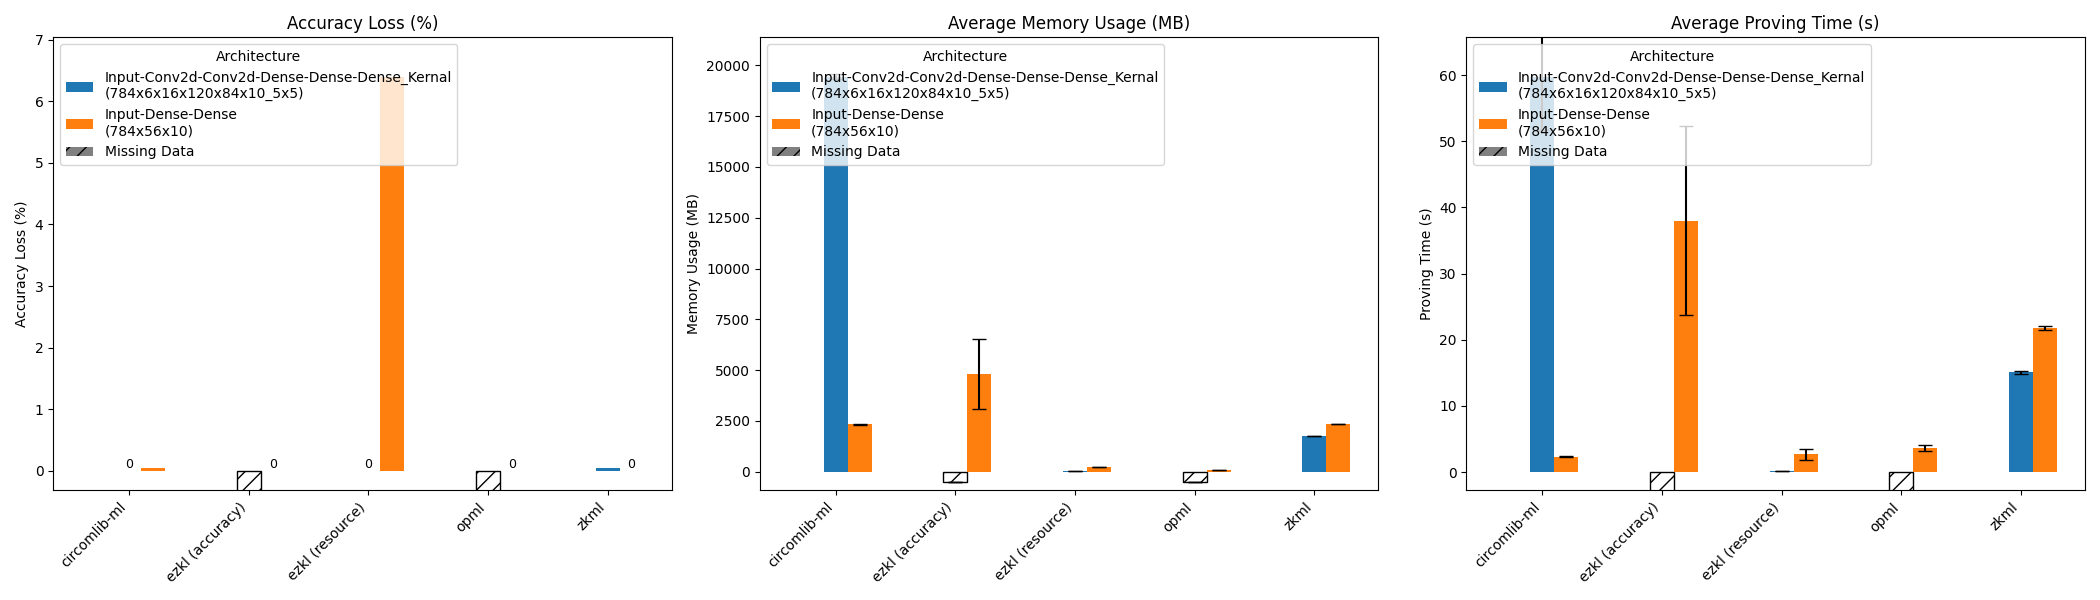 Accuracy Loss (%)
Accuracy Loss (%)
7
6
5
4
3
2
1
0
Architecture
Input-Conv2d-Conv2d-Dense-Dense-Dense_Kernal
(784x6x16x120x84x10_5x5)
Input-Dense-Dense
(784x56x10)
Missing Data
0
0
0
0
0
circomlib-ml
ezkl (accuracy)
ezkl (resource)
opml
zkml
Average Memory Usage (MB)
Memory Usage (MB)
20000
17500
15000
12500
10000
7500
5000
2500
0
Architecture
Input-Conv2d-Conv2d-Dense-Dense-Dense_Kernal
(784x6x16x120x84x10_5x5)
Input-Dense-Dense
(784x56x10)
Missing Data
circomlib-ml
ezkl (accuracy)
ezkl (resource)
opml
zkml
Average Proving Time (s)
Proving Time (s)
60
50
40
30
20
10
0
Architecture
Input-Conv2d-Conv2d-Dense-Dense-Dense_Kernal
(784x6x16x120x84x10_5x5)
Input-Dense-Dense
(784x56x10)
Missing Data
circomlib-ml
ezkl (accuracy)
ezkl (resource)
opml
zkml